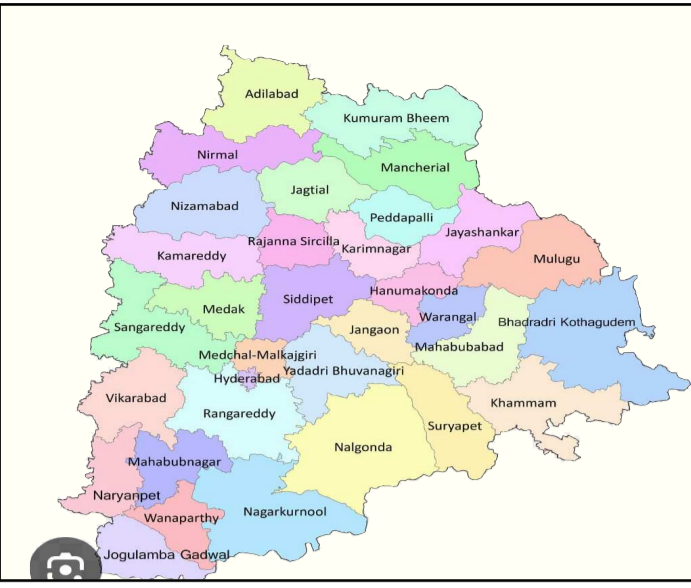 Adilabad
Kumuram Bheem
Nirmal
Mancherial
Jagtial
Nizamabad
Peddapalli
Jayashankar
Rajanna Sircilla
Karimnagar
Kamareddy
Mulugu
Hanumakonda
Siddipet
Medak
Warangal
Bhadradri Kothagudem
Sangareddy
Jangaon
Mahabubabad
Medchal-Malkajgiri
Yadadri Bhuvanagiri
Hyderabad
Vikarabad
Khammam
Rangareddy
Suryapet
Nalgonda
Mahabubnagar
Naryanpet
Wanaparthy
Nagarkurnool
Jogulamba Gadwal